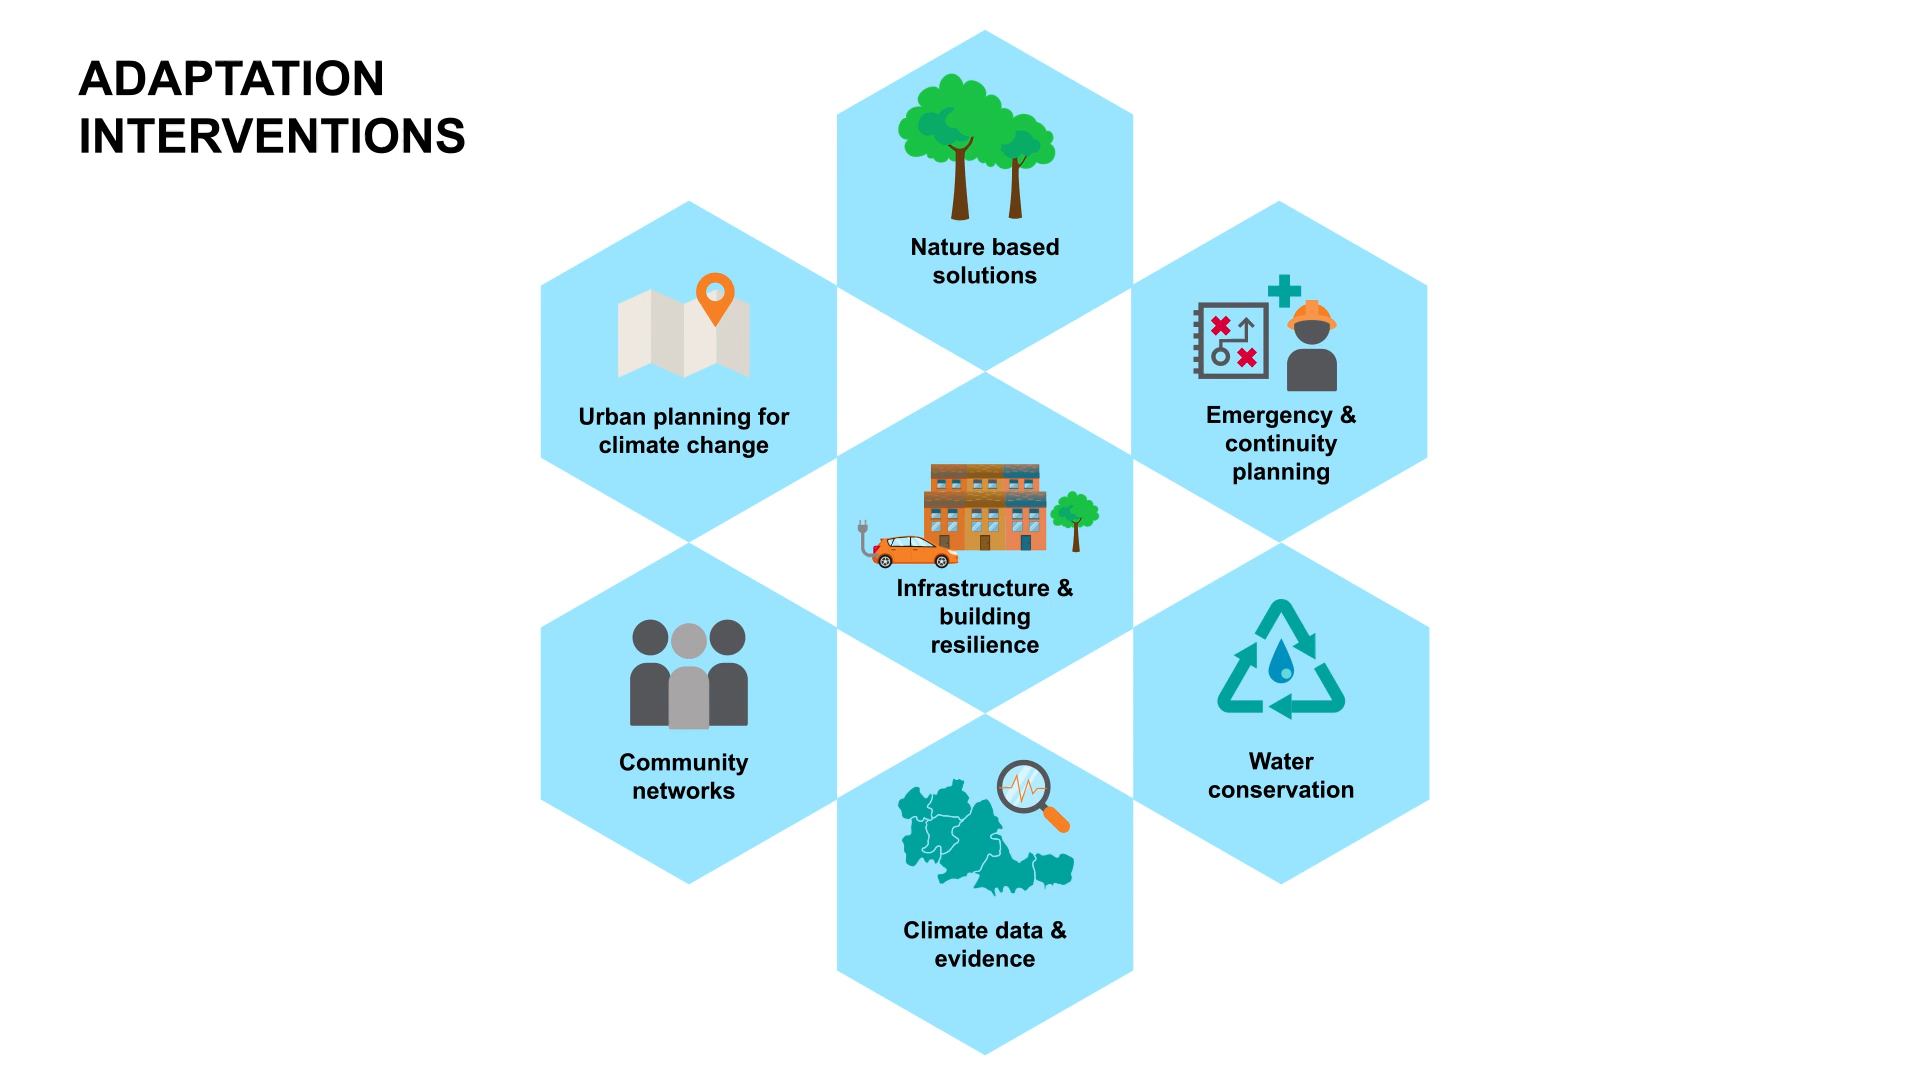 ADAPTATION
INTERVENTIONS
Nature based
solutions
Urban planning for
climate change
Emergency &
continuity
planning
Infrastructure &
building
resilience
Community
networks
Water
conservation
Climate data &
evidence